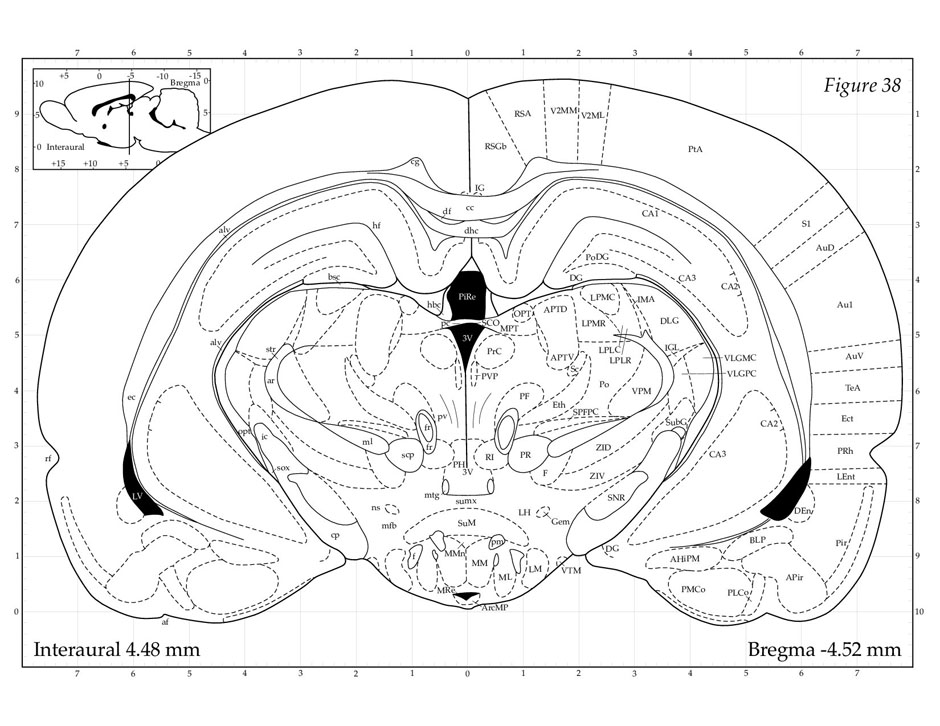 7 6 5 4 3 2 1 0 1 2 3 4 5 6 7
+5 0 -5 -10 -15
Bregma 0
10
5 5
0 Interaural
+15 +10 +5 0
Figure 38
9 1
8 2
7 3
6 4
5 5
4 6
3 7
2 8
1 9
0 10
RSA V2MM V2ML
RSGb PtA
cg
IG
cc
df
CA1
S1
alv hf dhc
AuD
PoDG
bsc DG CA3 CA2
PiRe LPMC IMA
hbc OPT APTD Au1
pc SCO MPT LPMR DLG
3V
alv str PrC LPLC IGL
AuV
APTV LPLR VLGMC
Sc
ar PVP VLGPC
Po VPM TeA
ec PF
Eth
SPFPC
pv Ect
fr SubG CA2
opt ic
ml fr
scp ZID PRh
rf RI PR CA3
PH
sox 3V F ZIV LEnt
LV mtg sumx SNR
ns LH DEn
mfb SuM Gem
cp pm
BLP Pir
f MMn DG
MM AHiPM
LM VTM
ML APir
MRe PMCo PLCo
ArcMP
af
Interaural 4.48 mm
Bregma -4.52 mm
7 6 5 4 3 2 1 0 1 2 3 4 5 6 7